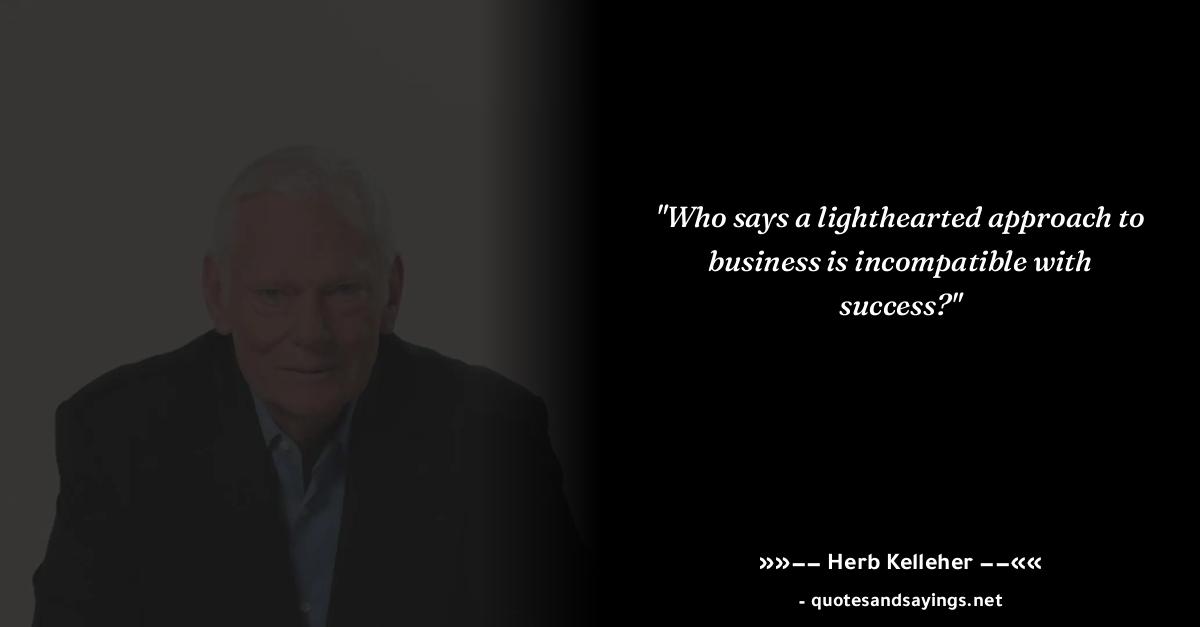 "Who says a lighthearted approach to
business is incompatible with
success?"
»»–– Herb Kelleher ––««
- quotesandsayings.net